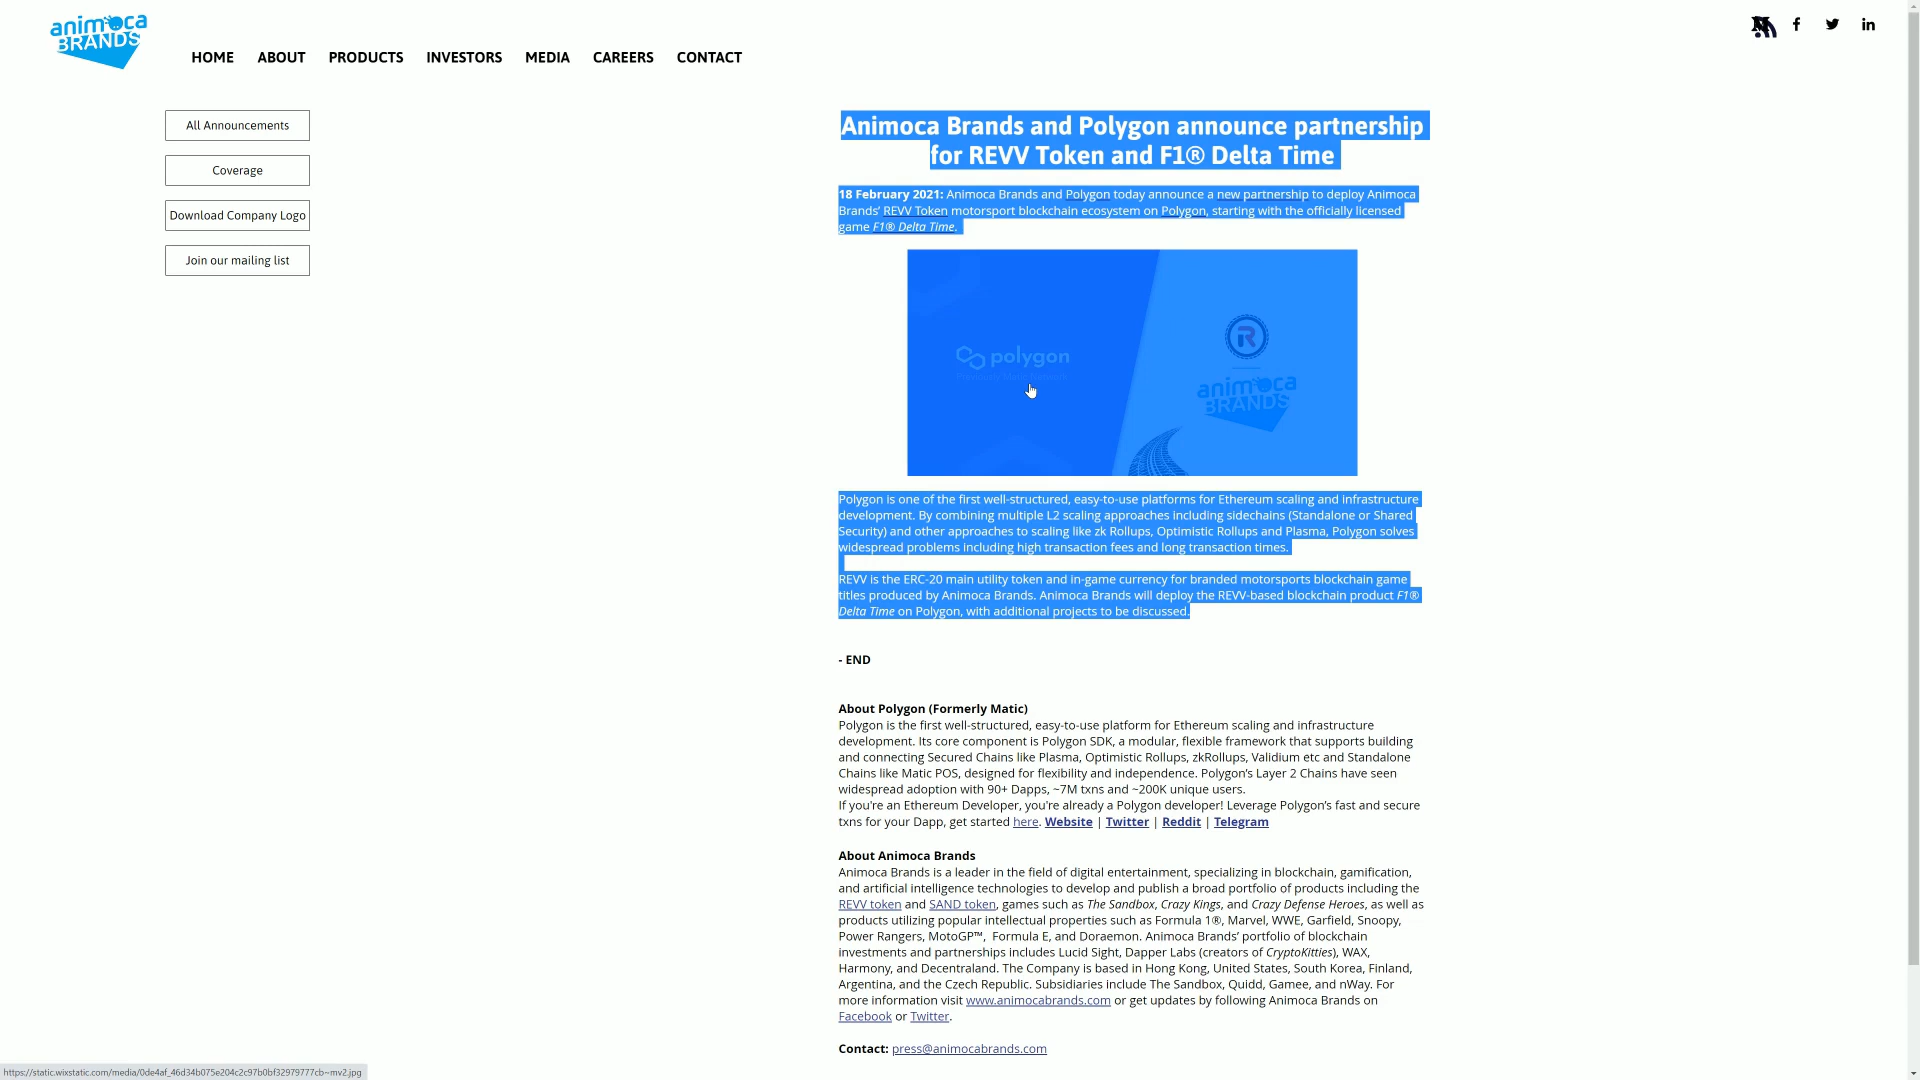 animoca
BRANDS
HOME ABOUT PRODUCTS INVESTORS MEDIA CAREERS CONTACT
All Announcements
Coverage
Download Company Logo
Join our mailing list
Animoca Brands and Polygon announce partnership
for REVV Token and F1® Delta Time
18 February 2021: Animoca Brands and Polygon today announce a new partnership to deploy Animoca
Brands’ REVV Token motorsport blockchain ecosystem on Polygon, starting with the officially licensed
game F1® Delta Time.
polygon
R
animoca
BRANDS
Polygon is one of the first well-structured, easy-to-use platforms for Ethereum scaling and infrastructure
development. By combining multiple L2 scaling approaches including sidechains (Standalone or Shared
Security) and other approaches to scaling like zk Rollups, Optimistic Rollups and Plasma, Polygon solves
widespread problems including high transaction fees and long transaction times.
REVV is the ERC-20 main utility token and in-game currency for branded motorsports blockchain game
titles produced by Animoca Brands. Animoca Brands will deploy the REVV-based blockchain product F1®
Delta Time on Polygon, with additional projects to be discussed.
- END
About Polygon (Formerly Matic)
Polygon is the first well-structured, easy-to-use platform for Ethereum scaling and infrastructure
development. Its core component is Polygon SDK, a modular, flexible framework that supports building
and connecting Secured Chains like Plasma, Optimistic Rollups, zkRollups, Validium etc and Standalone
Chains like Matic POS, designed for flexibility and independence. Polygon’s Layer 2 Chains have seen
widespread adoption with 90+ Dapps, ~7M txns and ~200K unique users.
If you're an Ethereum Developer, you're already a Polygon developer! Leverage Polygon’s fast and secure
txns for your Dapp, get started here. Website | Twitter | Reddit | Telegram
About Animoca Brands
Animoca Brands is a leader in the field of digital entertainment, specializing in blockchain, gamification,
and artificial intelligence technologies to develop and publish a broad portfolio of products including the
REVV token and SAND token, games such as The Sandbox, Crazy Kings, and Crazy Defense Heroes, as well as
products utilizing popular intellectual properties such as Formula 1®, Marvel, WWE, Garfield, Snoopy,
Power Rangers, MotoGP™, Formula E, and Doraemon. Animoca Brands’ portfolio of blockchain
investments and partnerships includes Lucid Sight, Dapper Labs (creators of CryptoKitties), WAX,
Harmony, and Decentraland. The Company is based in Hong Kong, United States, South Korea, Finland,
Argentina, and the Czech Republic. Subsidiaries include The Sandbox, Quidd, Gamee, and nWay. For
more information visit www.animocabrands.com or get updates by following Animoca Brands on
Facebook or Twitter.
Contact: press@animocabrands.com
https://static.wixstatic.com/media/0de4af_46d34b075e204c2c97b0bf32979777cb~mv2.jpg